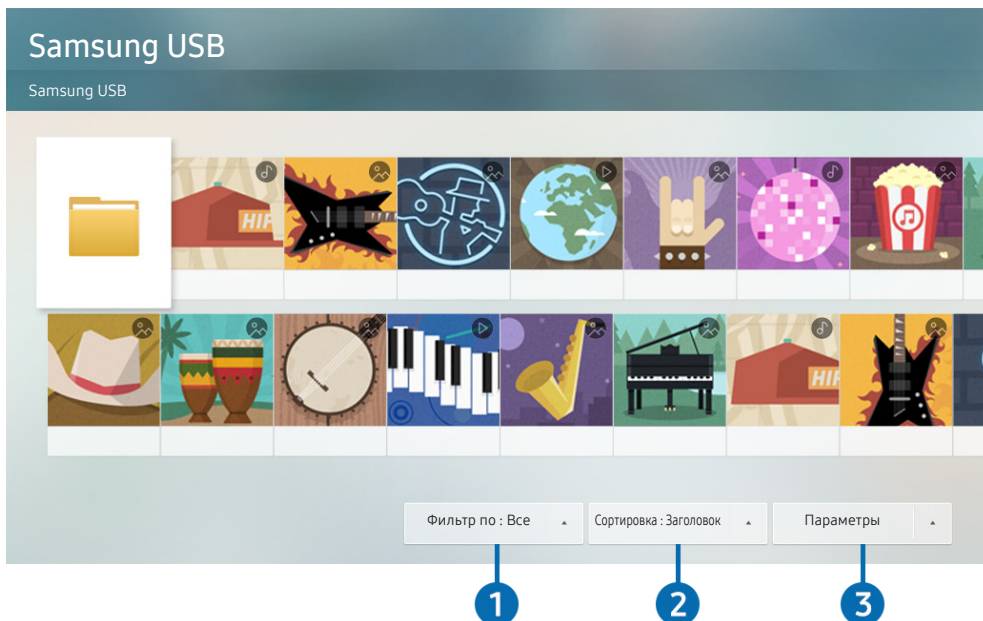 Samsung USB
Samsung USB
HIF
HIF
Фильтр по : Все
Сортировка : Заголовок
Параметры
1
2
3